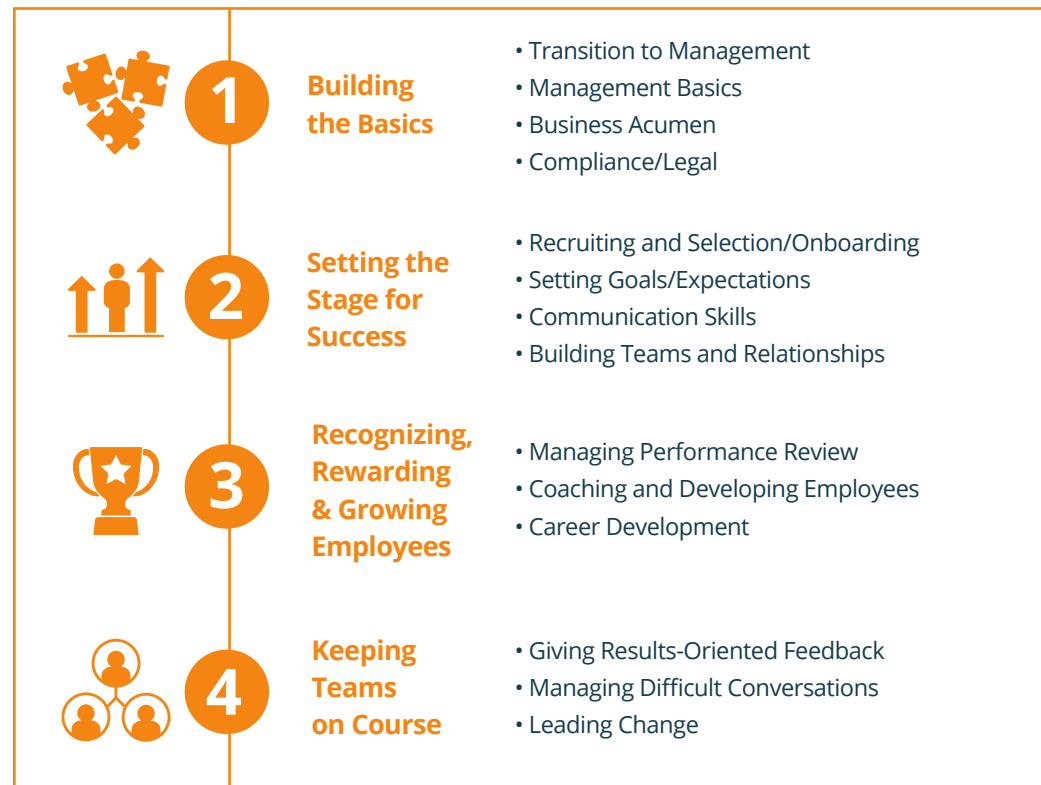 1
Building
the Basics
• Transition to Management
• Management Basics
• Business Acumen
• Compliance/Legal
2
Setting the
Stage for
Success
• Recruiting and Selection/Onboarding
• Setting Goals/Expectations
• Communication Skills
• Building Teams and Relationships
3
Recognizing,
Rewarding
& Growing
Employees
• Managing Performance Review
• Coaching and Developing Employees
• Career Development
4
Keeping
Teams
on Course
• Giving Results-Oriented Feedback
• Managing Difficult Conversations
• Leading Change